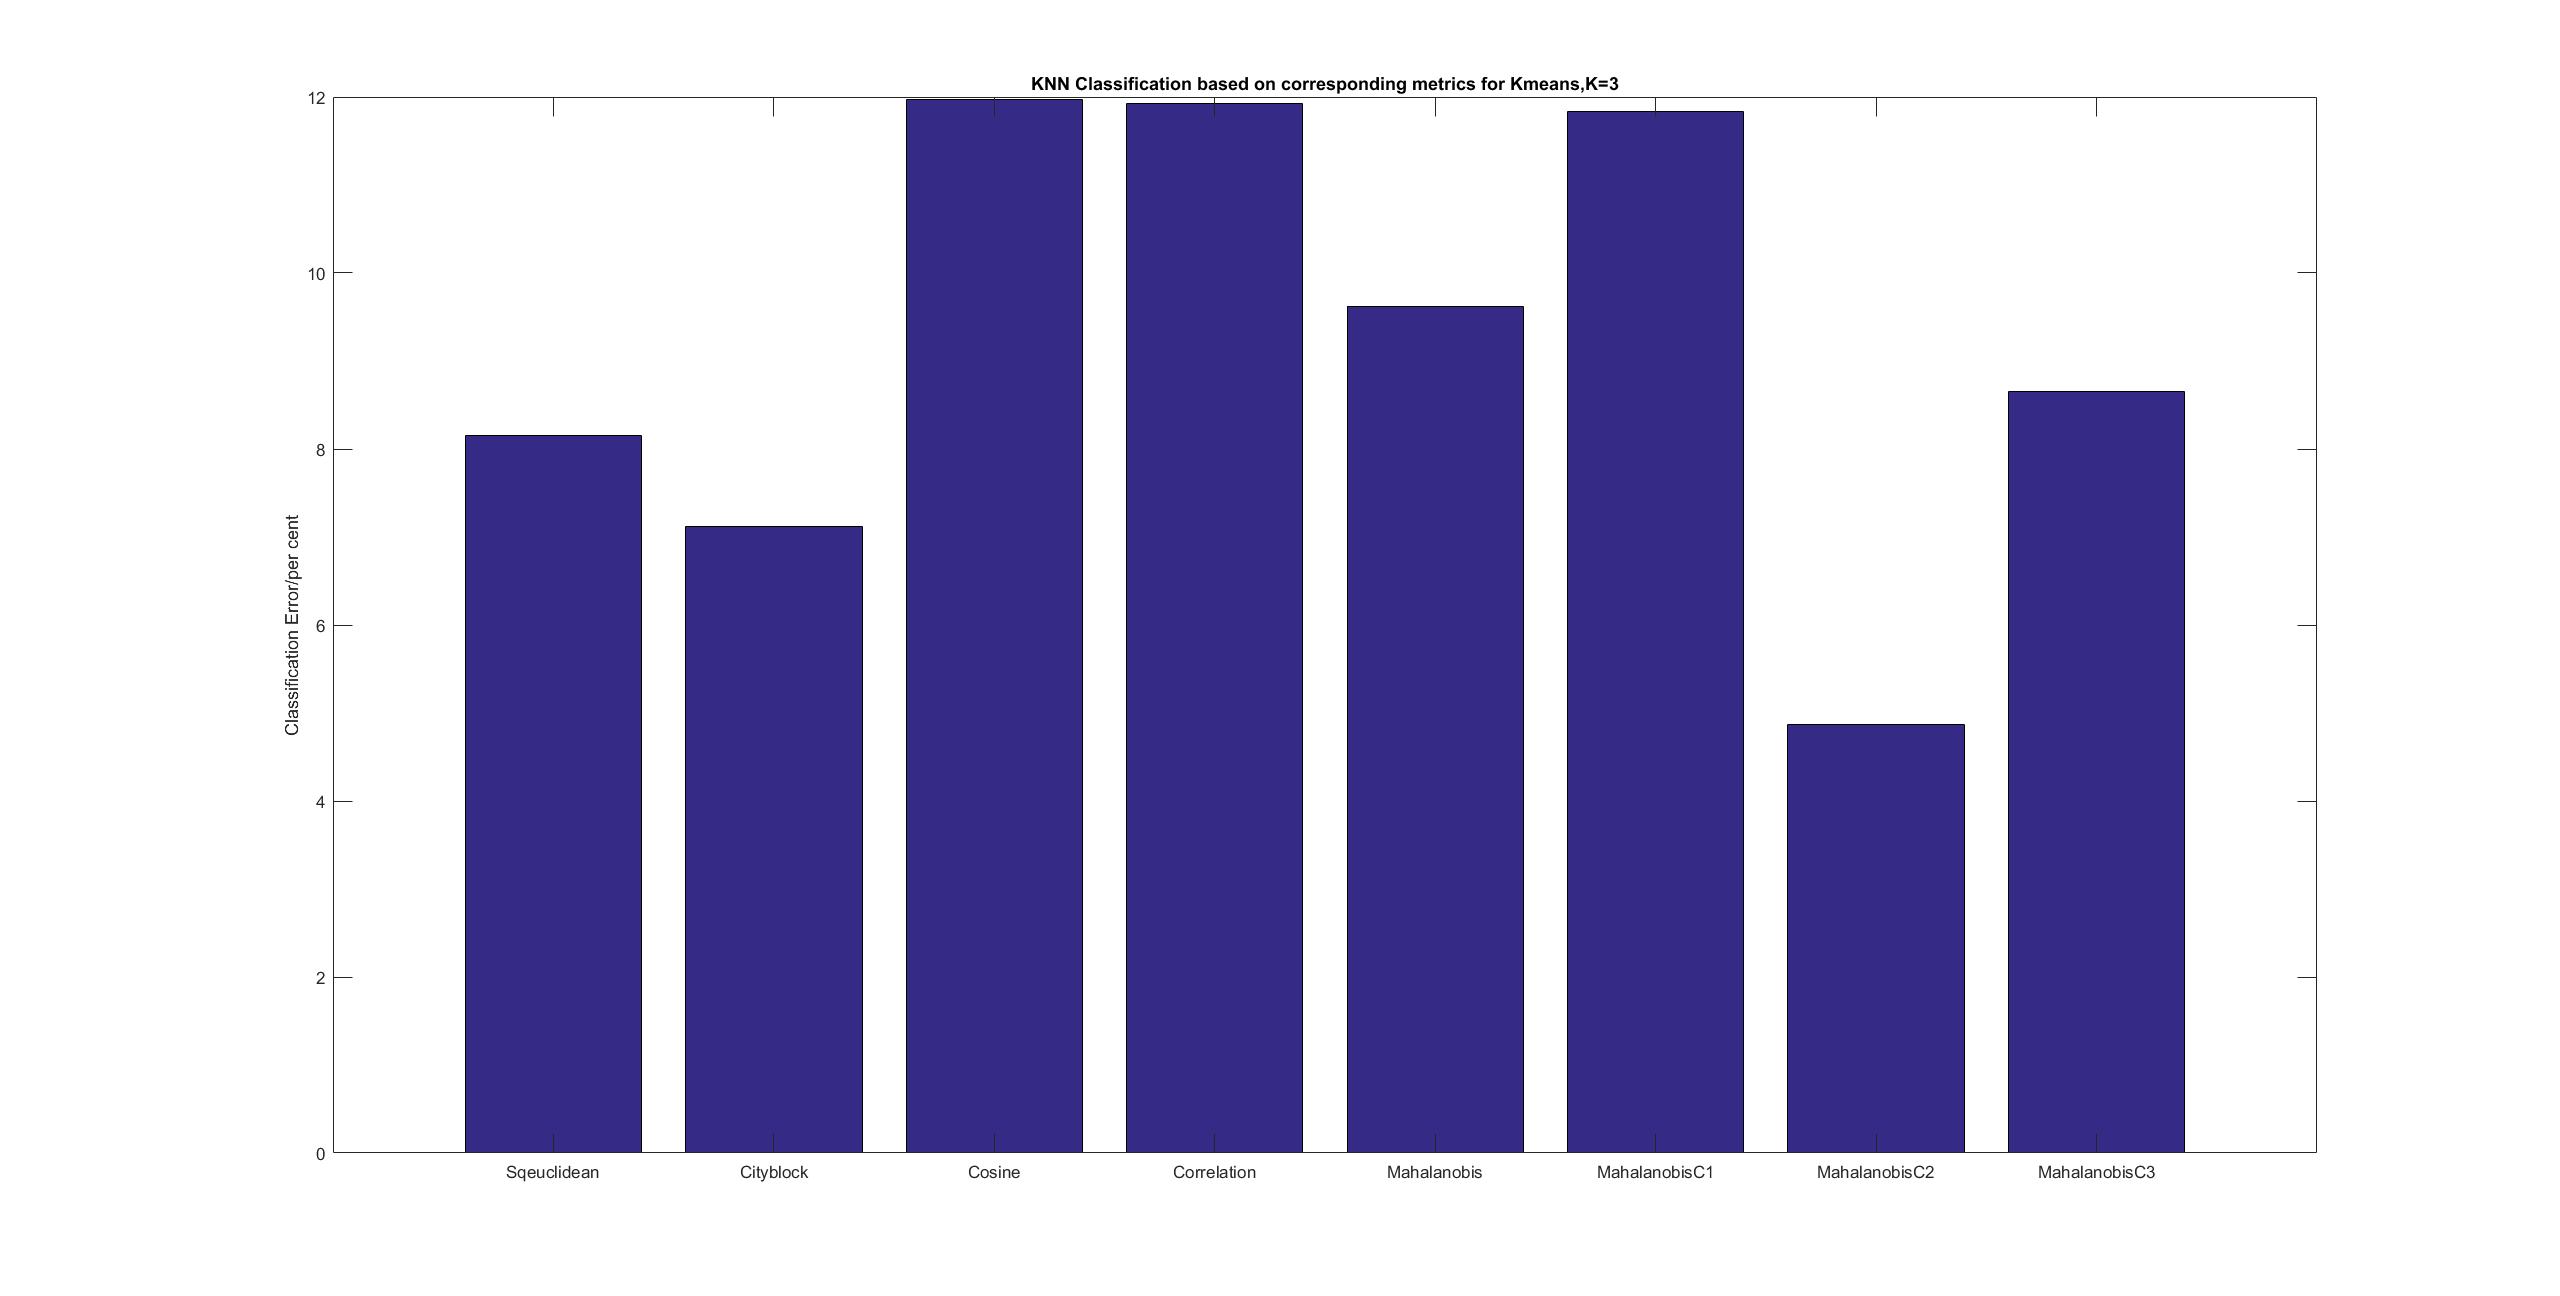 KNN Classification based on corresponding metrics for Kmeans,K=3
12
10
8
6
4
2
0
Classification Error/per cent
Sqeuclidean Cityblock Cosine Correlation Mahalanobis MahalanobisC1 MahalanobisC2 MahalanobisC3